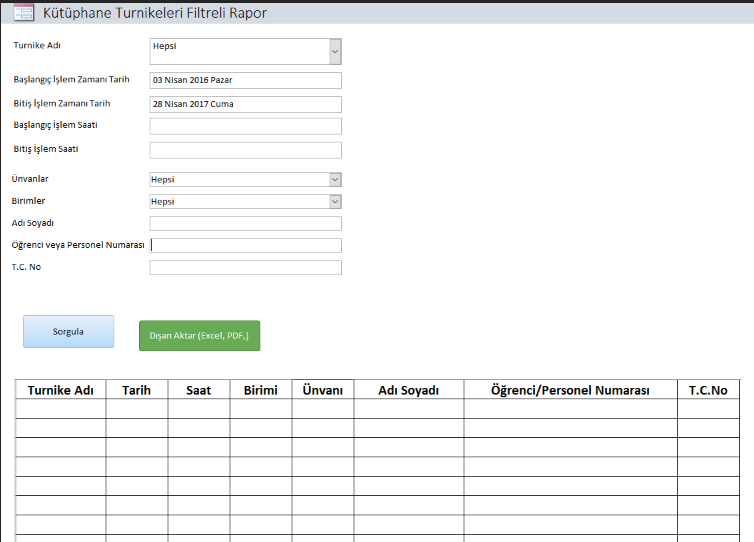 Kütüphane Turnikeleri Filtreli Rapor
Turnike Adı Hepsi
Başlangıç İşlem Zamanı Tarih 03 Nisan 2016 Pazar
Bitiş İşlem Zamanı Tarih 28 Nisan 2017 Cuma
Başlangıç İşlem Saati
Bitiş İşlem Saati
Ünvanlar Hepsi
Birimler Hepsi
Adı Soyadı
Öğrenci veya Personel Numarası
T.C. No
Sorgula Dışarı Aktar (Excel, PDF,)
Turnike Adı Tarih Saat Birimi Ünvanı Adı Soyadı Öğrenci/Personel Numarası T.C.No